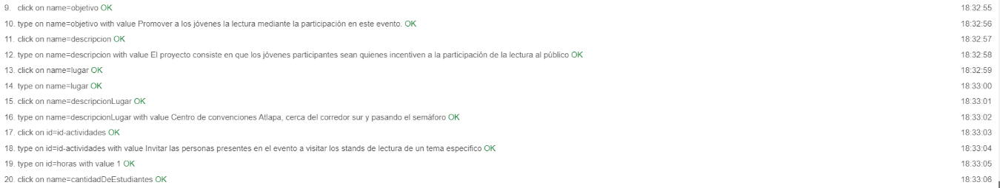 9. click on name=objetivo OK 18:32:55
10. type on name=objetivo with value Promover a los jóvenes la lectura mediante la participación en este evento. OK 18:32:56
11. click on name=descripcion OK 18:32:57
12. type on name=descripcion with value El proyecto consiste en que los jóvenes participantes sean quienes incentiven a la participación de la lectura al público OK 18:32:58
13. click on name=lugar OK 18:32:59
14. type on name=lugar OK 18:33:00
15. click on name=descripcionLugar OK 18:33:01
16. type on name=descripcionLugar with value Centro de convenciones Atlapa, cerca del corredor sur y pasando el semáforo OK 18:33:02
17. click on id=id-actividades OK 18:33:03
18. type on id=id-actividades with value Invitar las personas presentes en el evento a visitar los stands de lectura de un tema especifico OK 18:33:04
19. type on id=horas with value 1 OK 18:33:05
20. click on name=cantidadDeEstudiantes OK 18:33:06